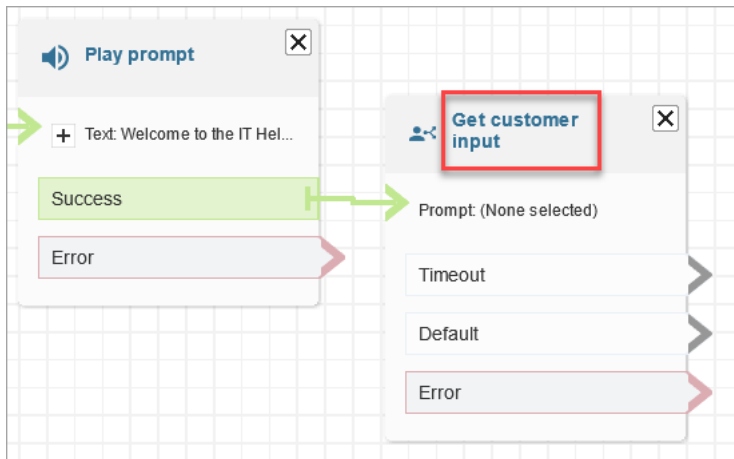 Play prompt
Text: Welcome to the IT Hel...
Success
Error
Get customer
input
Prompt: (None selected)
Timeout
Default
Error